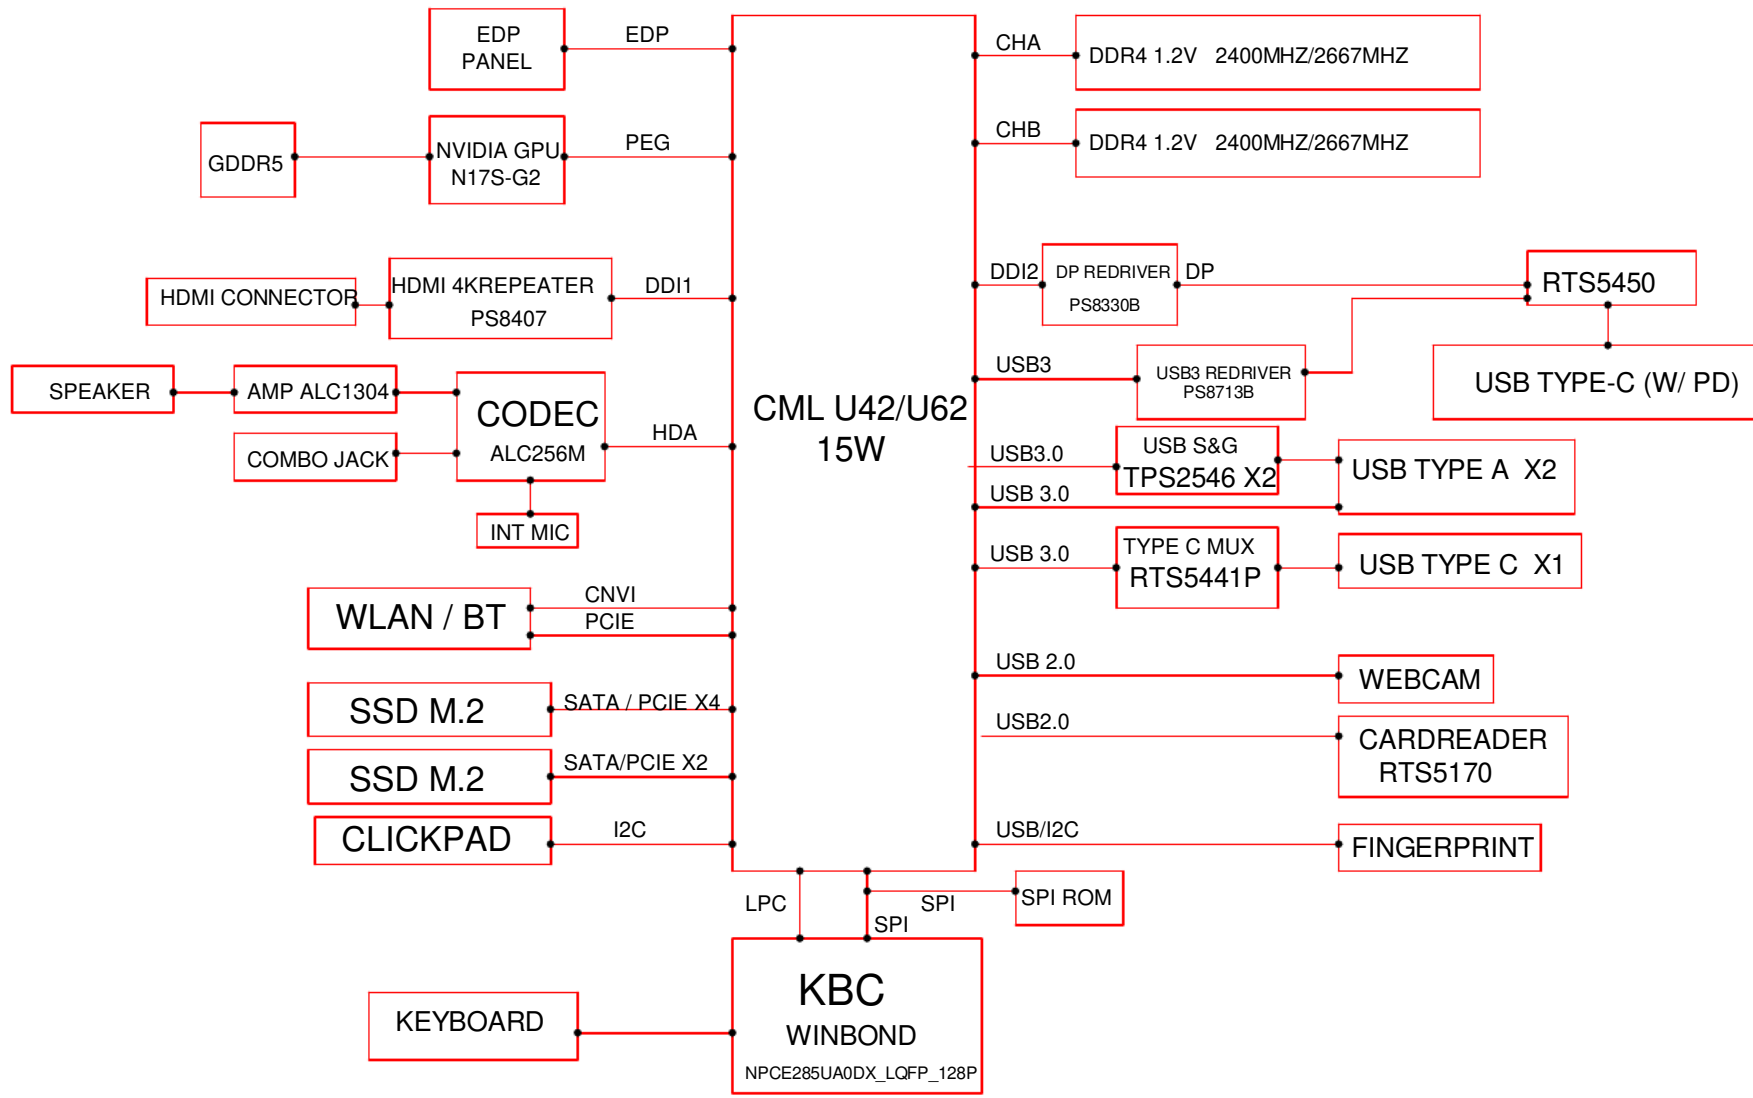 EDP
PANEL
EDP
CHA
DDR4 1.2V 2400MHZ/2667MHZ
GDDR5
NVIDIA GPU
N17S-G2
PEG
CHB
DDR4 1.2V 2400MHZ/2667MHZ
HDMI CONNECTOR
HDMI 4KREPEATER
PS8407
DDI1
DDI2
DP REDRIVER
PS8330B
DP
RTS5450
SPEAKER
AMP ALC1304
COMBO JACK
CODEC
ALC256M
HDA
INT MIC
CML U42/U62
15W
USB3
USB3 REDRIVER
PS8713B
USB TYPE-C (W/ PD)
USB3.0
USB S&G
TPS2546 X2
USB 3.0
USB TYPE A X2
USB 3.0
TYPE C MUX
RTS5441P
USB TYPE C X1
WLAN / BT
CNVI
PCIE
USB 2.0
WEBCAM
SSD M.2
SATA / PCIE X4
USB2.0
CARDREADER
RTS5170
SSD M.2
SATA/PCIE X2
CLICKPAD
I2C
USB/I2C
FINGERPRINT
LPC
SPI
SPI
SPI ROM
KEYBOARD
KBC
WINBOND
NPCE285UA0DX_LQFP_128P